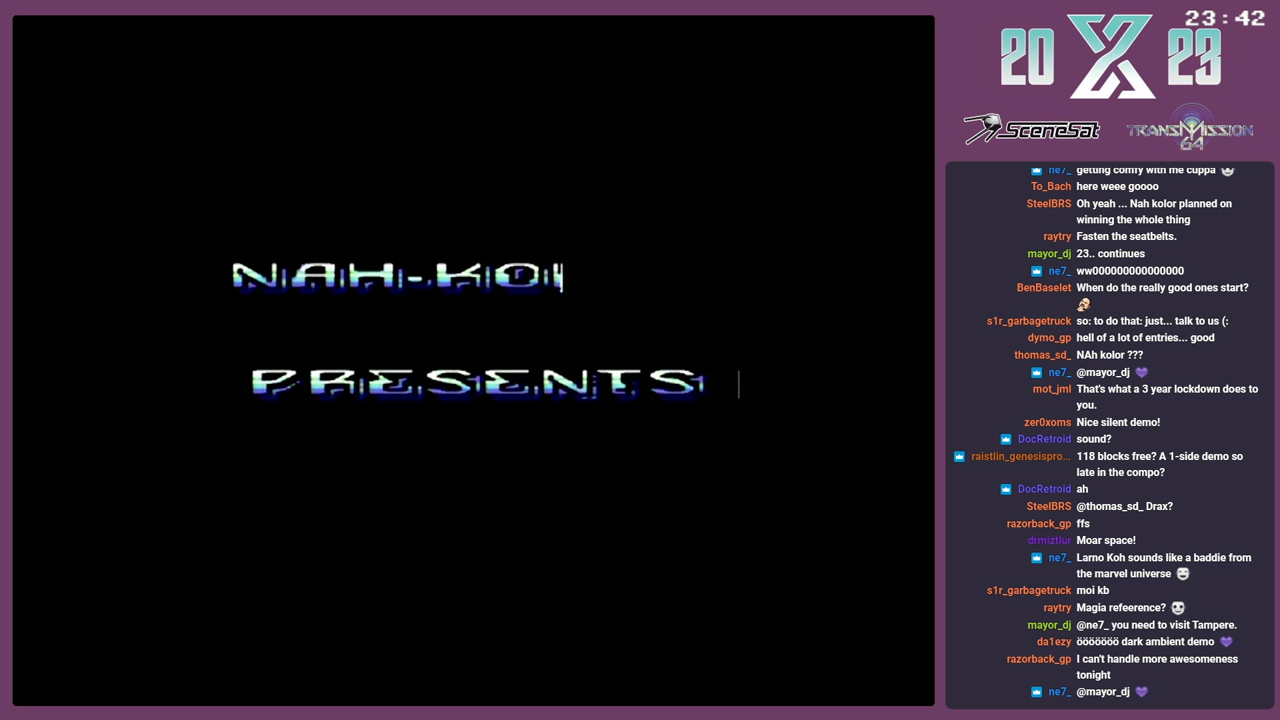 23:42
20 X 23
SCENESAT
TRANSMISSION
64
NAH-KO
PRESENTS
ne7_ getting comfy with me cuppa
To_Bach here weee goooo
SteelBRS Oh yeah ... Nah kolor planned on
winning the whole thing
raytry Fasten the seatbelts.
mayor_dj 23.. continues
ne7_ ww000000000000000
BenBaselet When do the really good ones start?
s1r_garbagetruck so: to do that: just... talk to us (:
dymo_gp hell of a lot of entries... good
thomas_sd_ NAh kolor ???
ne7_ @mayor_dj
mot_jml That's what a 3 year lockdown does to
you.
zer0xoms Nice silent demo!
DocRetroid sound?
raistlin_genesispro... 118 blocks free? A 1-side demo so
late in the compo?
DocRetroid ah
SteelBRS @thomas_sd_ Drax?
razorback_gp ffs
drmiztlur Moar space!
ne7_ Larno Koh sounds like a baddie from
the marvel universe
s1r_garbagetruck moi kb
raytry Magia refeerence?
mayor_dj @ne7_ you need to visit Tampere.
da1ezy ööööööö dark ambient demo
razorback_gp I can't handle more awesomeness
tonight
ne7_ @mayor_dj